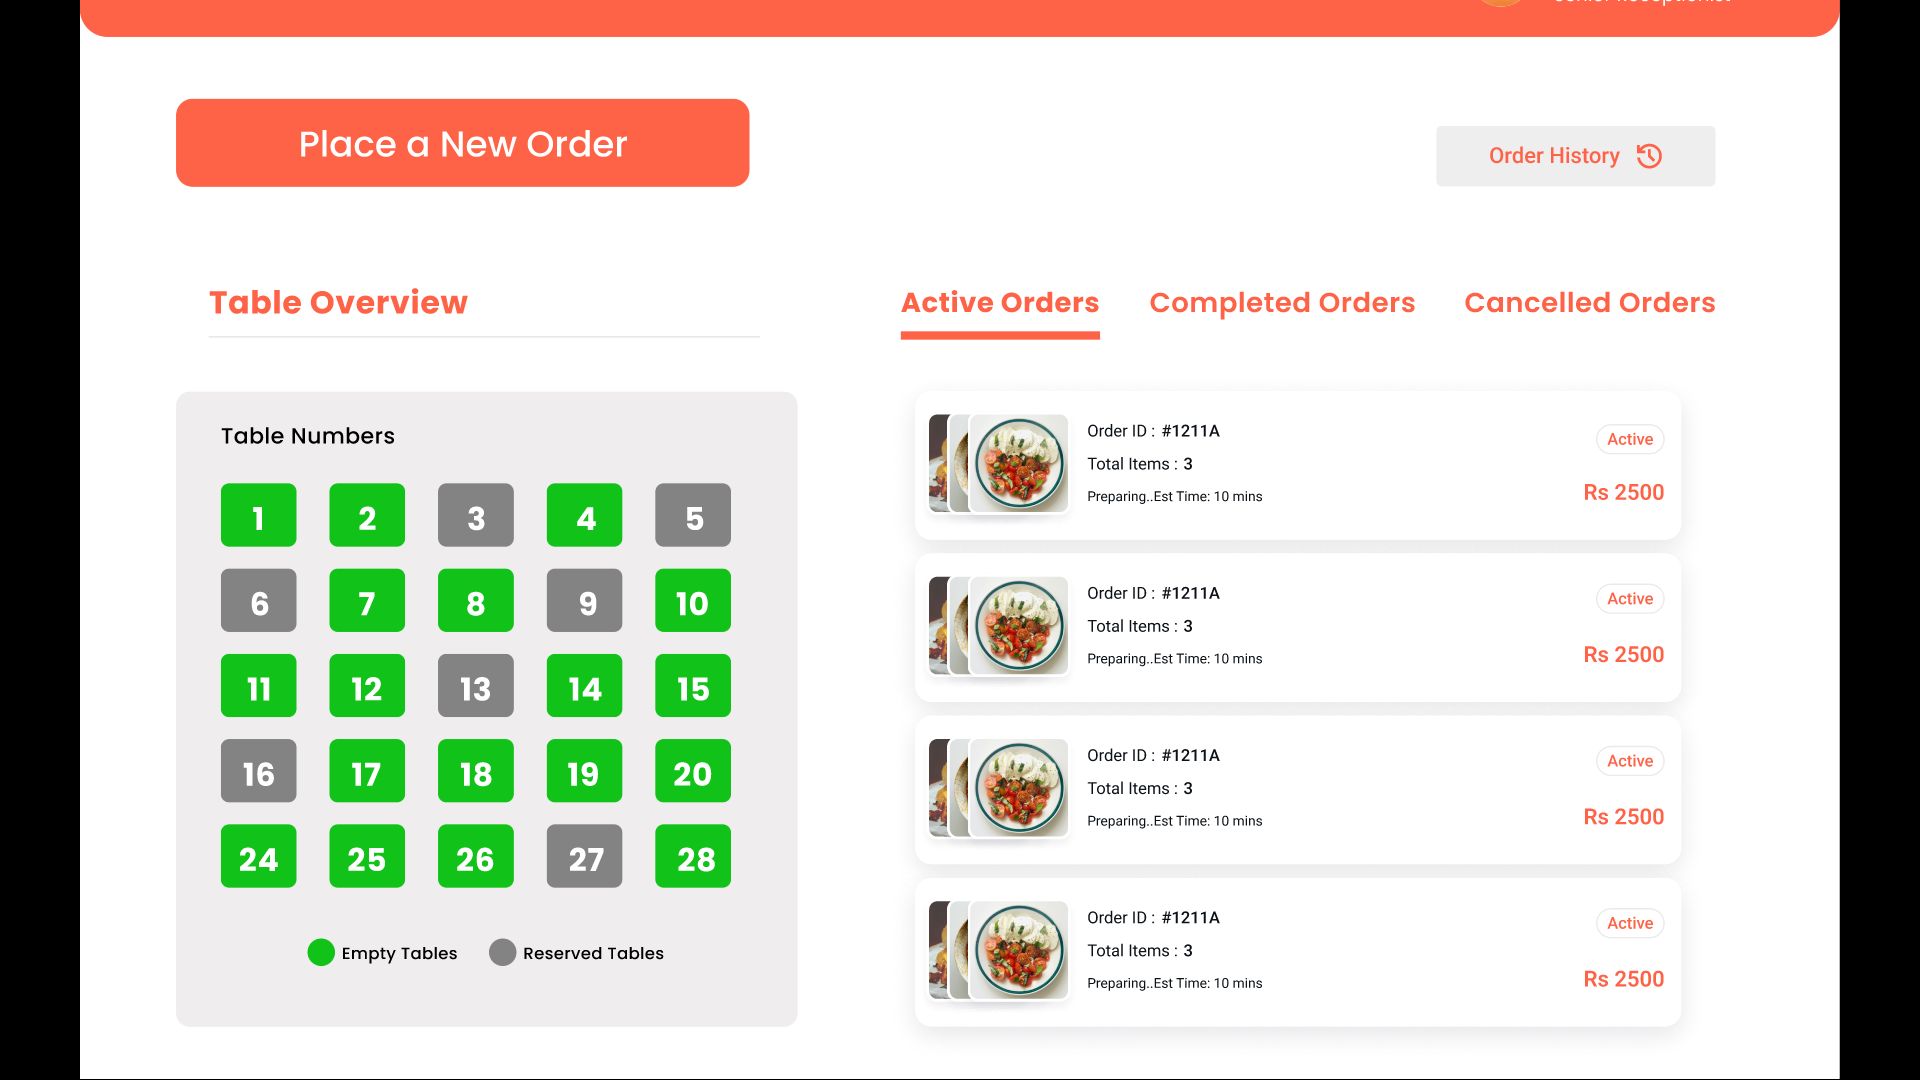 Place a New Order
Order History
Table Overview
Active Orders
Completed Orders
Cancelled Orders
Table Numbers
1 2 3 4 5
6 7 8 9 10
11 12 13 14 15
16 17 18 19 20
24 25 26 27 28
Empty Tables
Reserved Tables
Order ID : #1211A
Active
Total Items : 3
Preparing..Est Time: 10 mins
Rs 2500
Order ID : #1211A
Active
Total Items : 3
Preparing..Est Time: 10 mins
Rs 2500
Order ID : #1211A
Active
Total Items : 3
Preparing..Est Time: 10 mins
Rs 2500
Order ID : #1211A
Active
Total Items : 3
Preparing..Est Time: 10 mins
Rs 2500